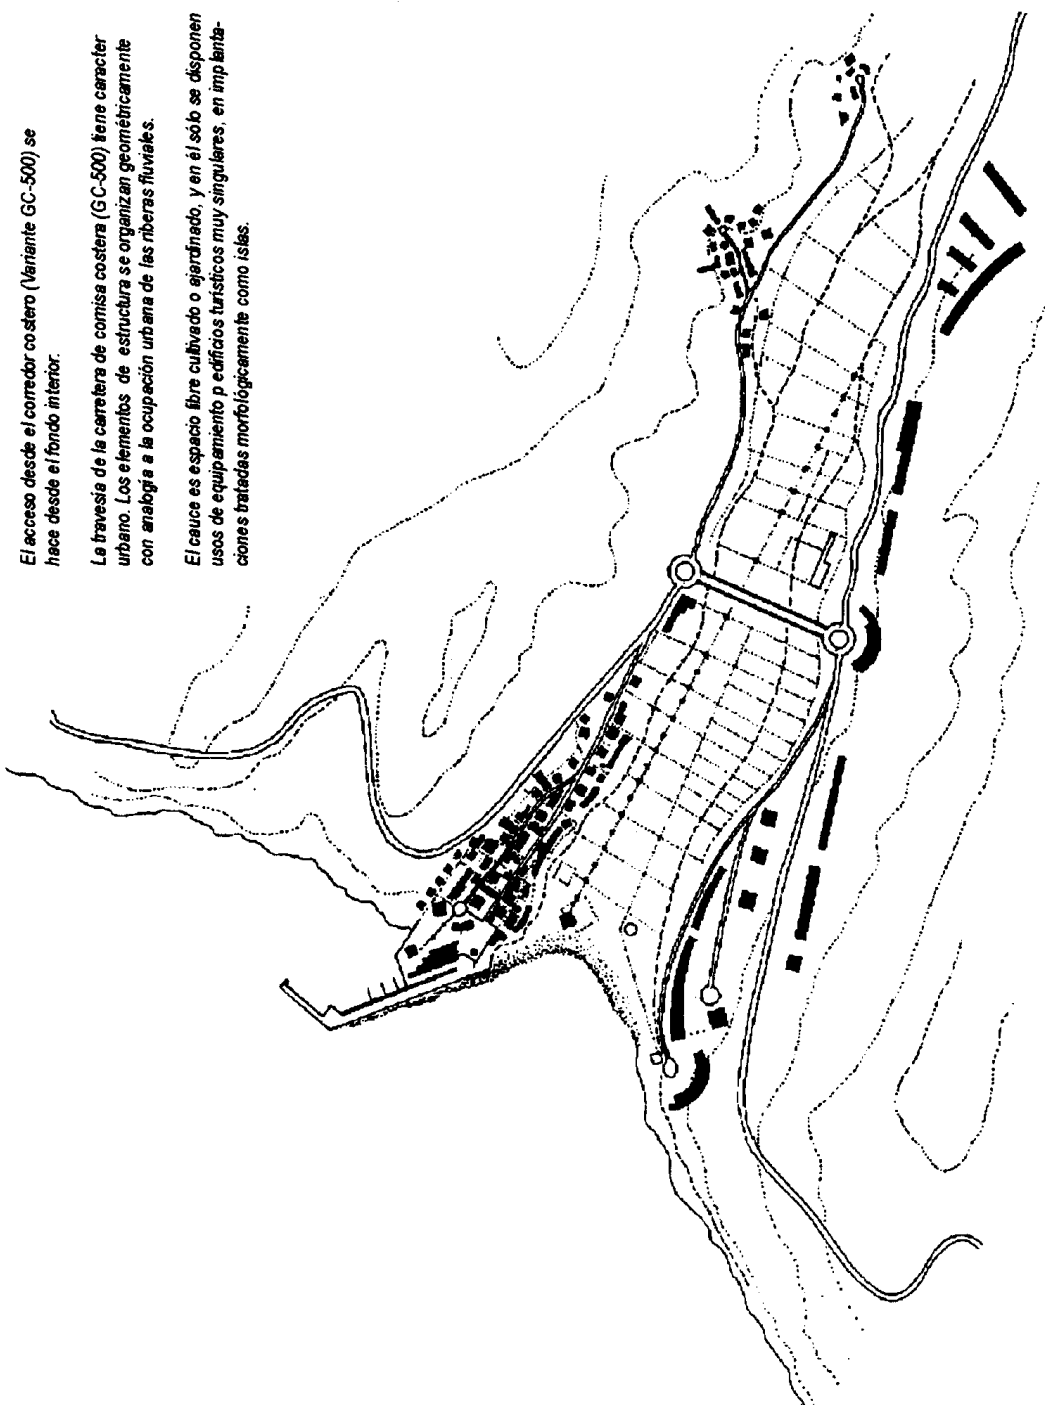 El acceso desde el corredor costero (Variante GC-500) se
hace desde el fondo interior.
La travesía de la carretera de cornisa costera (GC-500) tiene caracter
urbano. Los elementos de estructura se organizan geométricamente
con analogía a la ocupación urbana de las riberas fluviales.
El cauce es espacio libre cultivado o ajardinado, y en él sólo se disponen
usos de equipamiento p edificios turísticos muy singulares, en implanta-
ciones tratadas morfológicamente como islas.